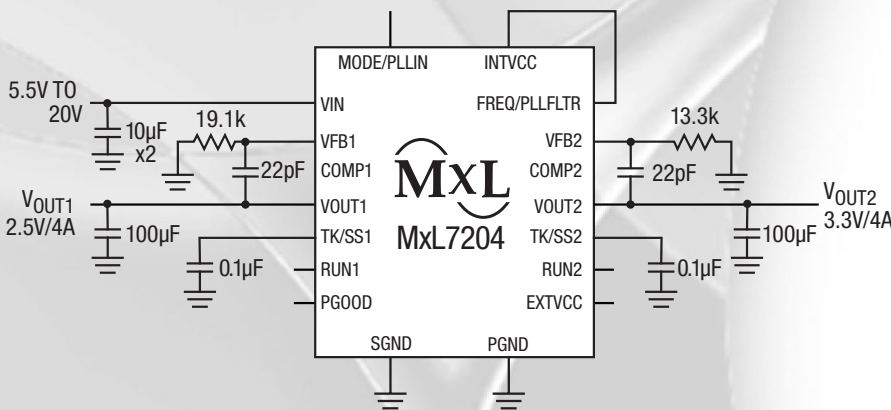 MODE/PLLIN
INTVCC
5.5V TO
20V
VIN
FREQ/PLLFLTR
10µF
x2
19.1k
13.3k
VFB1
VFB2
22pF
COMP1
COMP2
22pF
MXL
MxL7204
VOUT1
2.5V/4A
VOUT1
VOUT2
VOUT2
3.3V/4A
100µF
TK/SS1
TK/SS2
100µF
0.1µF
RUN1
RUN2
0.1µF
PGOOD
EXTVCC
SGND
PGND